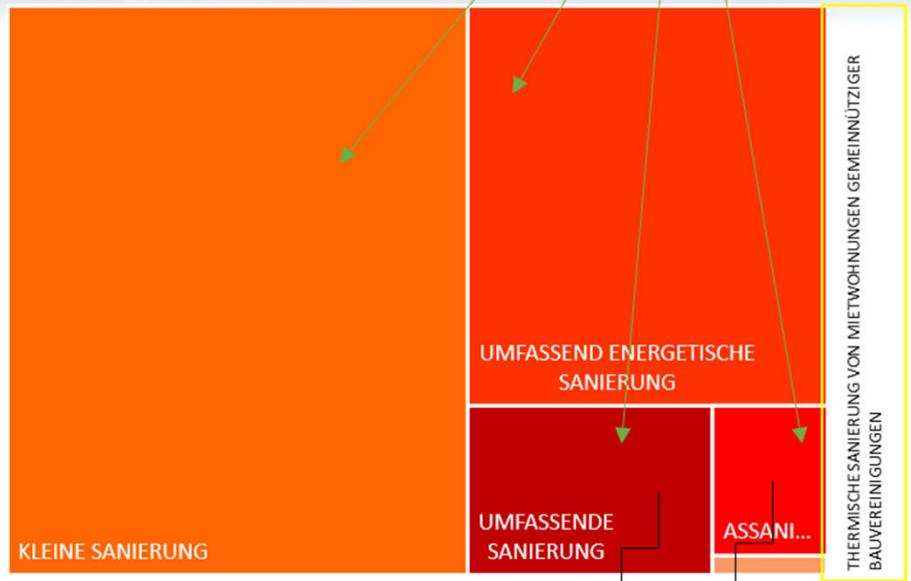 KLEINE SANIERUNG
UMFASSEND ENERGETISCHE
SANIERUNG
UMFASSENDE
SANIERUNG
ASSANI...
THERMISCHE SANIERUNG VON MIETWOHNUNGEN GEMEINNÜTZIGER
BAUVEREINIGUNGEN